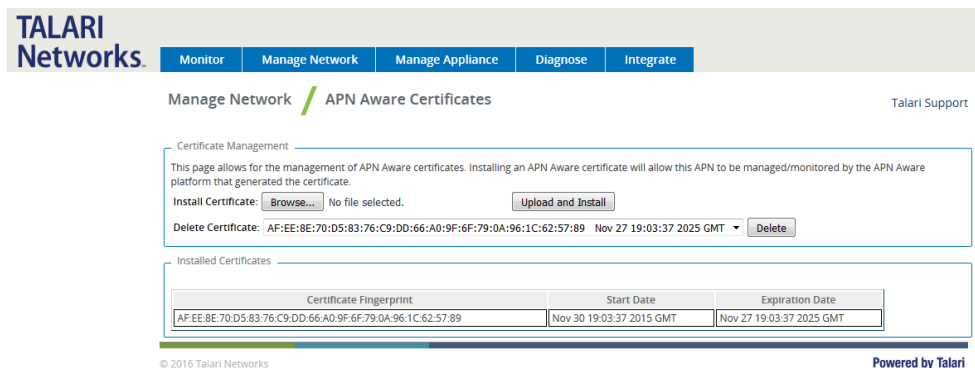 TALARI
Networks.
Monitor Manage Network Manage Appliance Diagnose Integrate
Manage Network / APN Aware Certificates
Talari Support
Certificate Management
This page allows for the management of APN Aware certificates. Installing an APN Aware certificate will allow this APN to be managed/monitored by the APN Aware
platform that generated the certificate.
Install Certificate: Browse... No file selected. Upload and Install
Delete Certificate: AF:EE:8E:70:D5:83:76:C9:DD:66:A0:9F:6F:79:0A:96:1C:62:57:89 Nov 27 19:03:37 2025 GMT Delete
Installed Certificates
Certificate Fingerprint Start Date Expiration Date
AF:EE:8E:70:D5:83:76:C9:DD:66:A0:9F:6F:79:0A:96:1C:62:57:89 Nov 30 19:03:37 2015 GMT Nov 27 19:03:37 2025 GMT
© 2016 Talari Networks
Powered by Talari